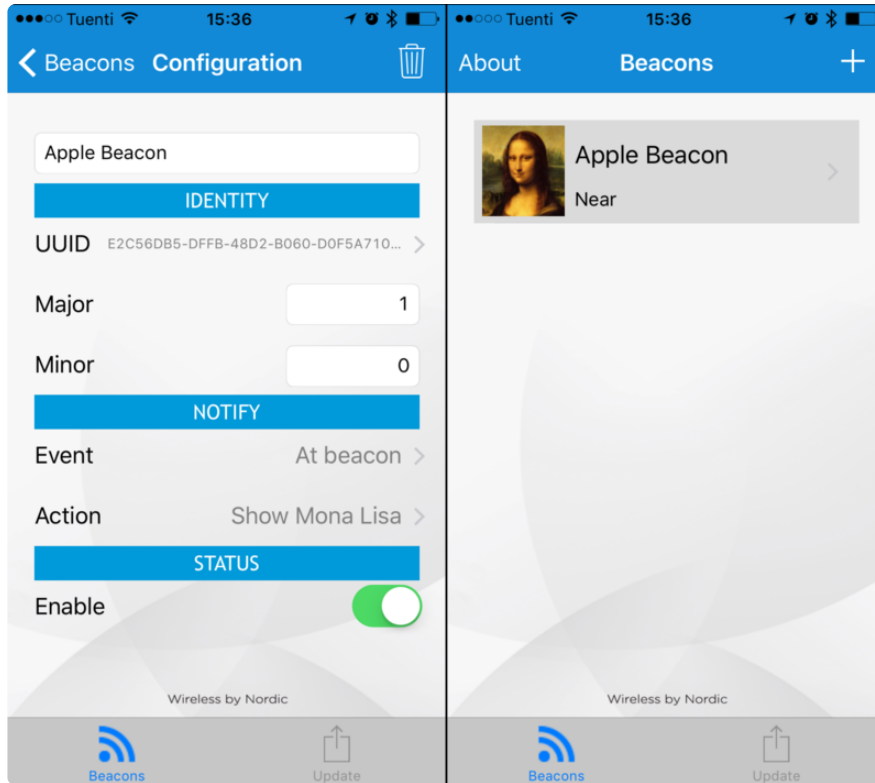 Tuenti 15:36
Beacons Configuration
Apple Beacon
IDENTITY
UUID E2C56DB5-DFFB-48D2-B060-D0F5A710...
Major 1
Minor 0
NOTIFY
Event At beacon
Action Show Mona Lisa
STATUS
Enable
Wireless by Nordic
Beacons Update
Tuenti 15:36
About Beacons
Apple Beacon
Near
Wireless by Nordic
Beacons Update